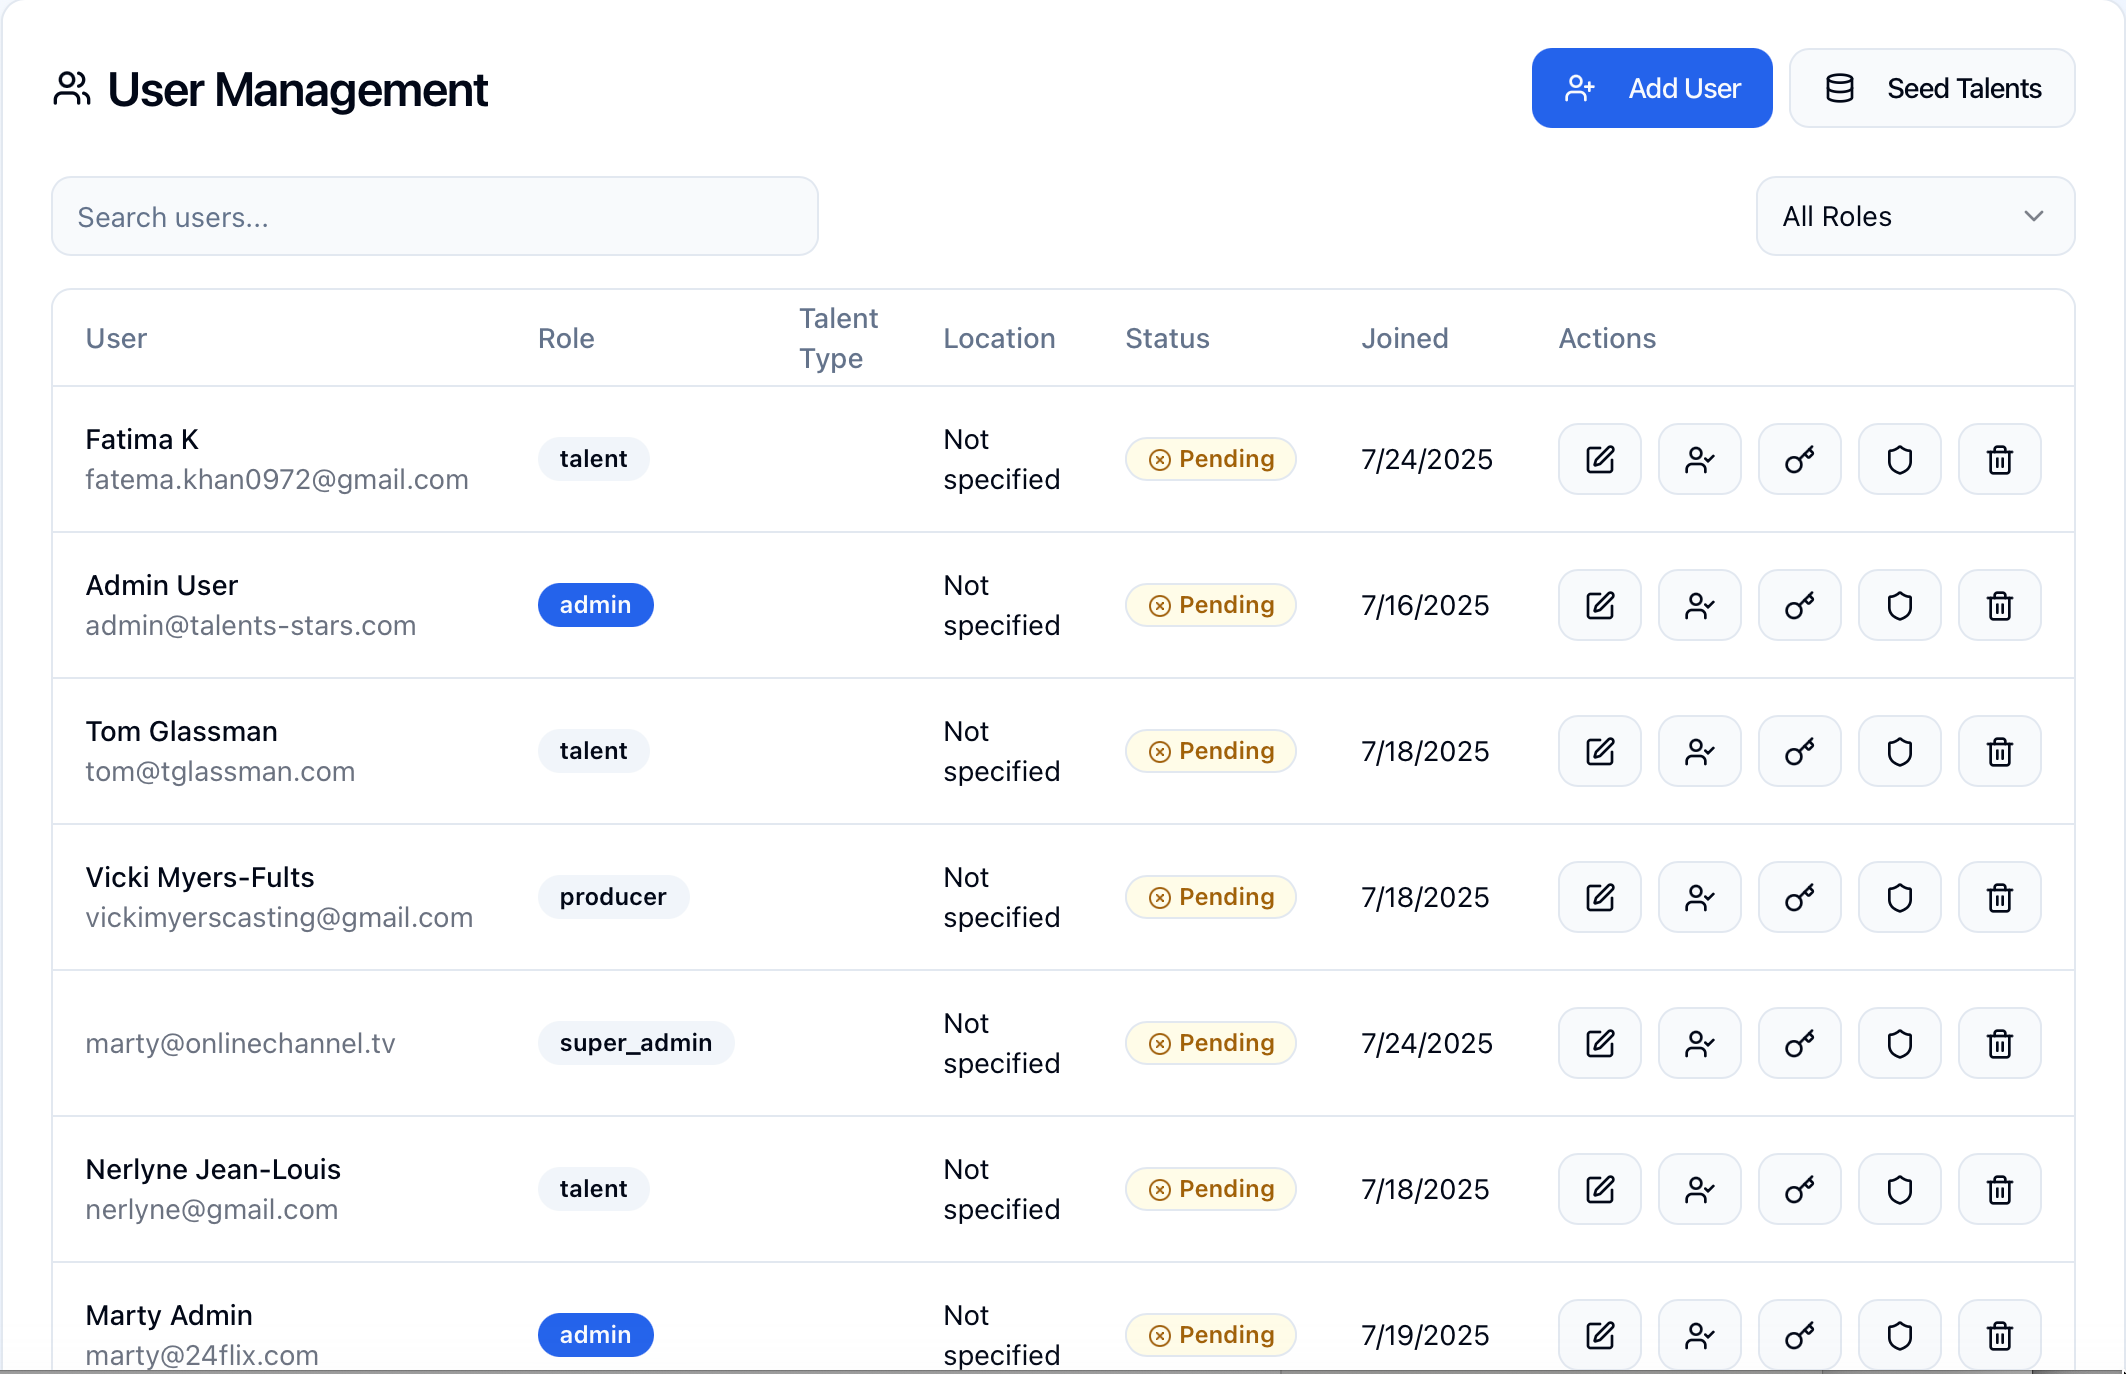 User Management
Add User
Seed Talents
Search users...
All Roles
User Role Talent Type Location Status Joined Actions
Fatima K
fatema.khan0972@gmail.com
talent
Not
specified
Pending
7/24/2025
Admin User
admin@talents-stars.com
admin
Not
specified
Pending
7/16/2025
Tom Glassman
tom@tglassman.com
talent
Not
specified
Pending
7/18/2025
Vicki Myers-Fults
vickimyerscasting@gmail.com
producer
Not
specified
Pending
7/18/2025
marty@onlinechannel.tv
super_admin
Not
specified
Pending
7/24/2025
Nerlyne Jean-Louis
nerlyne@gmail.com
talent
Not
specified
Pending
7/18/2025
Marty Admin
marty@24flix.com
admin
Not
specified
Pending
7/19/2025